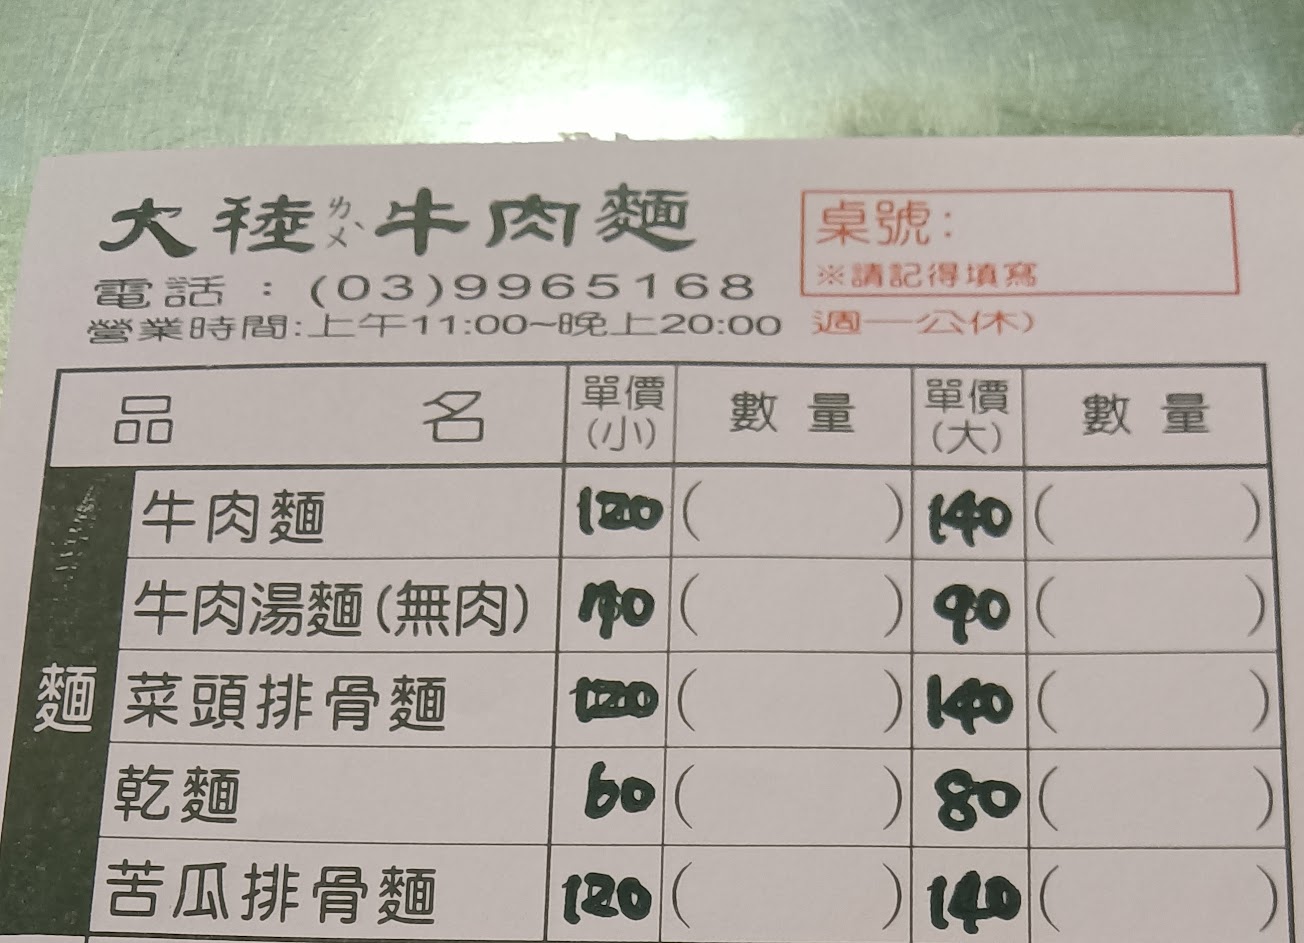 大稑ㄌㄨˋ牛肉麵
桌號:
※請記得填寫
電話：(03)9965168
營業時間:上午11:00~晚上20:00 週一公休)
品名 單價(小) 數量 單價(大) 數量
麵
牛肉麵 120 ( ) 140 ( )
牛肉湯麵(無肉) 70 ( ) 90 ( )
菜頭排骨麵 120 ( ) 140 ( )
乾麵 60 ( ) 80 ( )
苦瓜排骨麵 120 ( ) 140 ( )